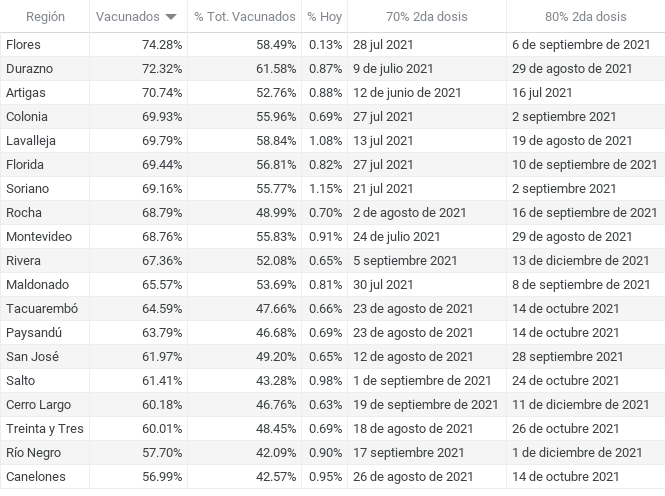 Región Vacunados % Tot. Vacunados % Hoy 70% 2da dosis 80% 2da dosis
Flores 74.28% 58.49% 0.13% 28 jul 2021 6 de septiembre de 2021
Durazno 72.32% 61.58% 0.87% 9 de julio 2021 29 de agosto de 2021
Artigas 70.74% 52.76% 0.88% 12 de junio de 2021 16 jul 2021
Colonia 69.93% 55.96% 0.69% 27 jul 2021 2 septiembre 2021
Lavalleja 69.79% 58.84% 1.08% 13 jul 2021 19 de agosto de 2021
Florida 69.44% 56.81% 0.82% 27 jul 2021 10 de septiembre de 2021
Soriano 69.16% 55.77% 1.15% 21 jul 2021 2 septiembre 2021
Rocha 68.79% 48.99% 0.70% 2 de agosto de 2021 16 de septiembre de 2021
Montevideo 68.76% 55.83% 0.91% 24 de julio 2021 29 de agosto de 2021
Rivera 67.36% 52.08% 0.65% 5 septiembre 2021 13 de diciembre de 2021
Maldonado 65.57% 53.69% 0.81% 30 jul 2021 8 de septiembre de 2021
Tacuarembó 64.59% 47.66% 0.66% 23 de agosto de 2021 14 de octubre 2021
Paysandú 63.79% 46.68% 0.69% 23 de agosto de 2021 14 de octubre 2021
San José 61.97% 49.20% 0.65% 12 de agosto de 2021 28 septiembre 2021
Salto 61.41% 43.28% 0.98% 1 de septiembre de 2021 24 de octubre 2021
Cerro Largo 60.18% 46.76% 0.63% 19 de septiembre de 2021 11 de diciembre de 2021
Treinta y Tres 60.01% 48.45% 0.69% 18 de agosto de 2021 26 de octubre 2021
Río Negro 57.70% 42.09% 0.90% 17 septiembre 2021 1 de diciembre de 2021
Canelones 56.99% 42.57% 0.95% 26 de agosto de 2021 14 de octubre 2021